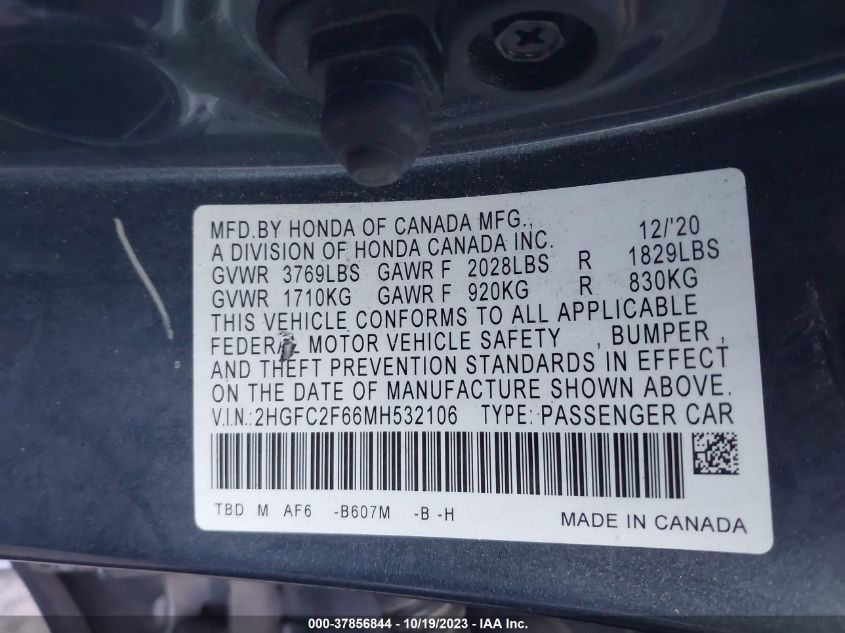 MFD.BY HONDA OF CANADA MFG., 12/'20
A DIVISION OF HONDA CANADA INC.
GVWR 3769LBS GAWR F 2028LBS R 1829LBS
GVWR 1710KG GAWR F 920KG R 830KG
THIS VEHICLE CONFORMS TO ALL APPLICABLE
FEDERAL MOTOR VEHICLE SAFETY , BUMPER ,
AND THEFT PREVENTION STANDARDS IN EFFECT
ON THE DATE OF MANUFACTURE SHOWN ABOVE.
V.I.N.: 2HGFC2F66MH532106 TYPE: PASSENGER CAR
TBD M AF6 -B607M -B -H MADE IN CANADA
000-37856844 | 10/19/2023 | IAA Inc.